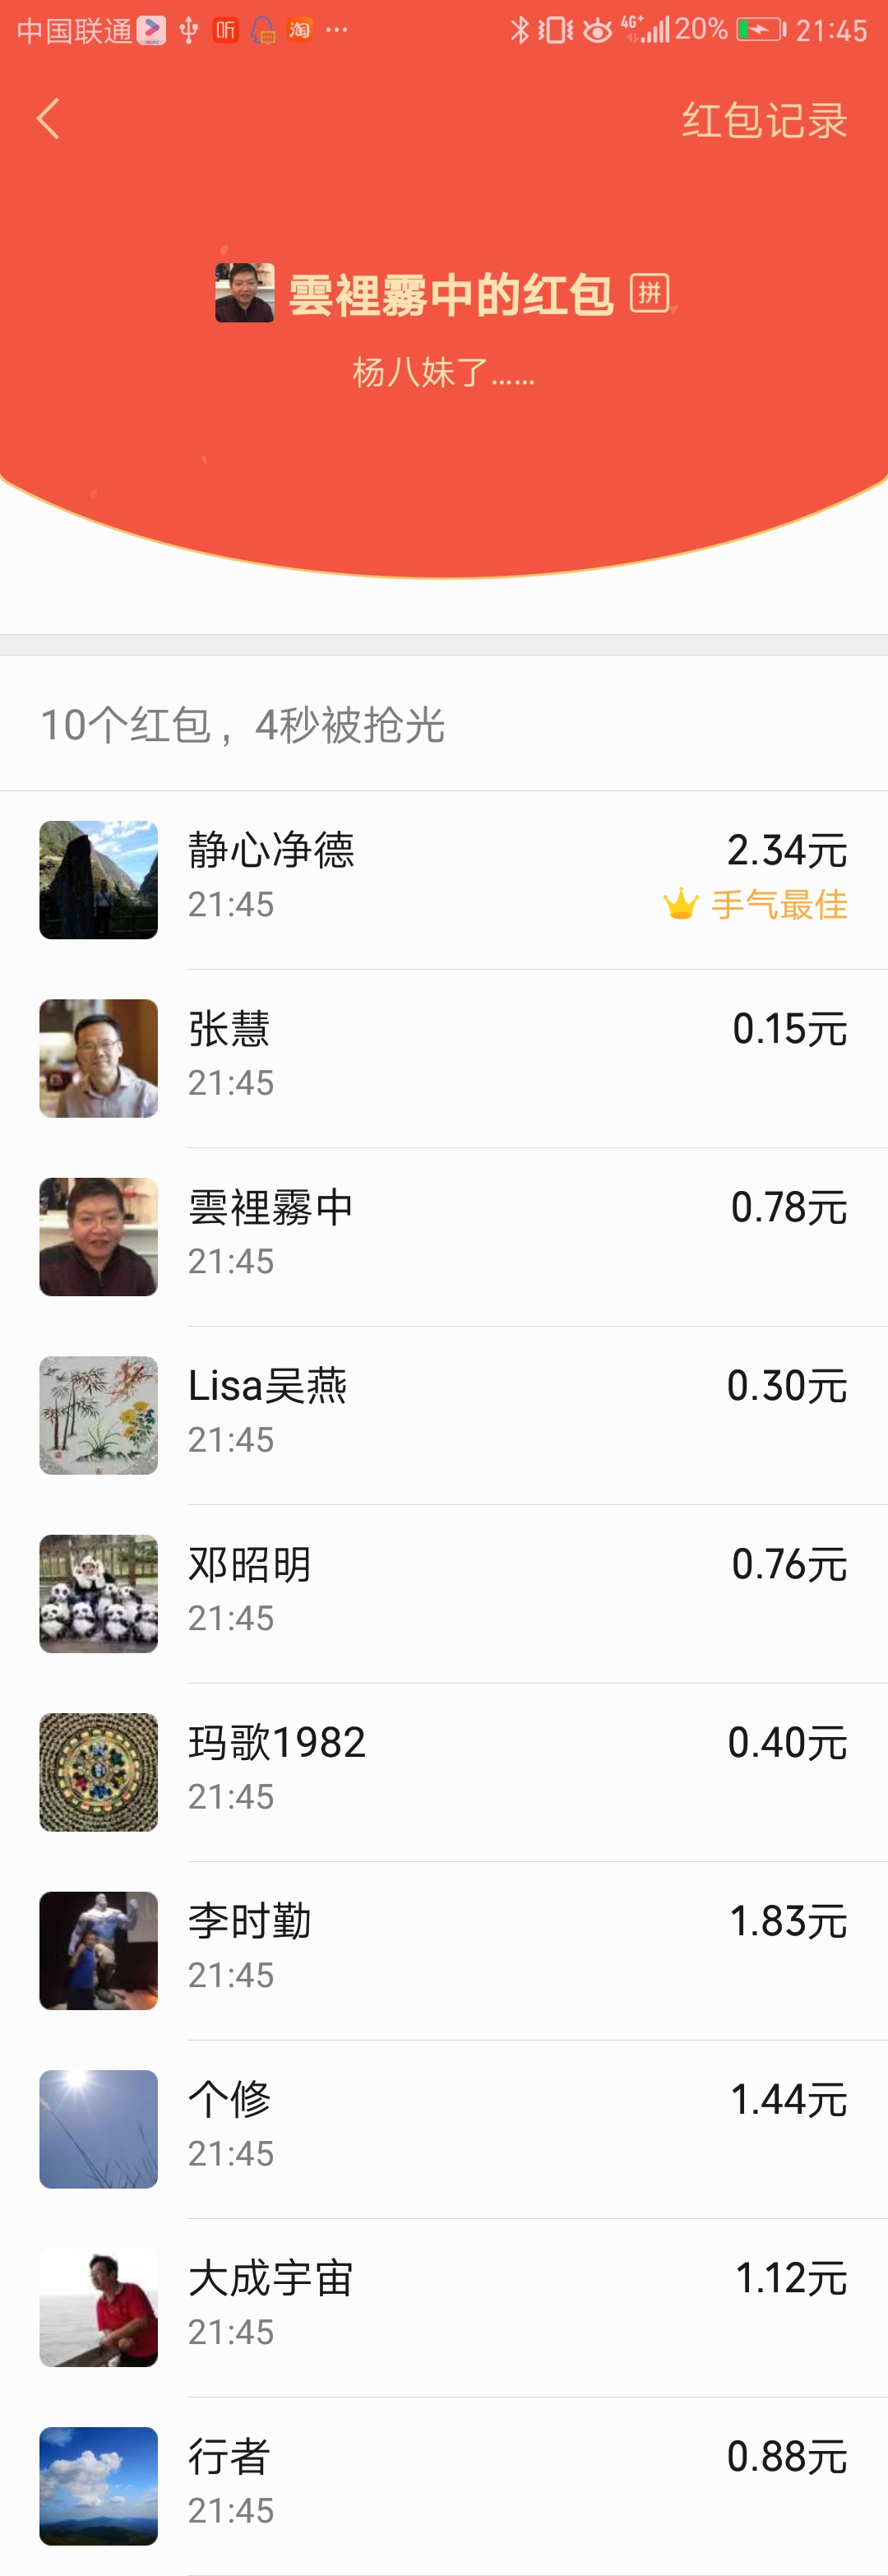 中国联通 听 淘 ... 4G+ 20% 21:45
红包记录
雲裡霧中的红包 拼
杨八妹了......
10个红包，4秒被抢光
静心净德 2.34元
21:45 手气最佳
张慧 0.15元
21:45
雲裡霧中 0.78元
21:45
Lisa吴燕 0.30元
21:45
邓昭明 0.76元
21:45
玛歌1982 0.40元
21:45
李时勤 1.83元
21:45
个修 1.44元
21:45
大成宇宙 1.12元
21:45
行者 0.88元
21:45